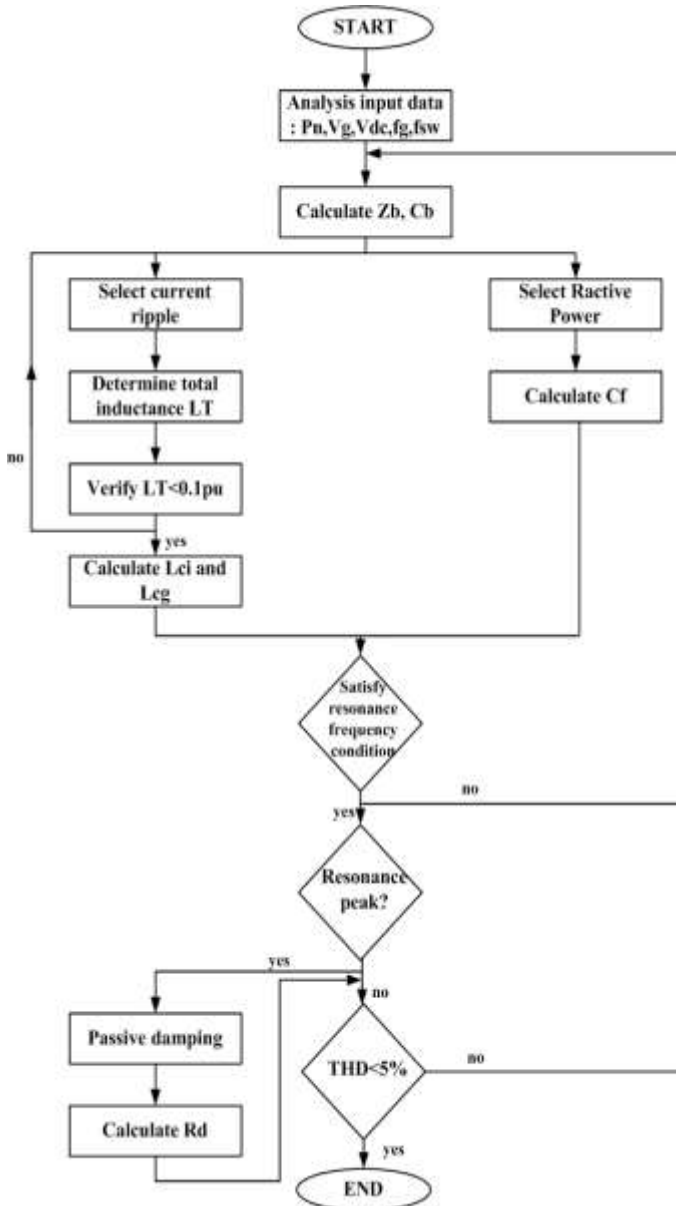 START
Analysis input data
: Pn,Vg,Vdc,fg,fsw
Calculate Zb, Cb
Select current
ripple
Select Ractive
Power
Determine total
inductance LT
Calculate Cf
no
Verify LT<0.1pu
yes
Calculate Lci and
Lcg
Satisfy
resonance
frequency
condition
no
yes
Resonance
peak?
yes
no
Passive damping
THD<5%
no
Calculate Rd
yes
END